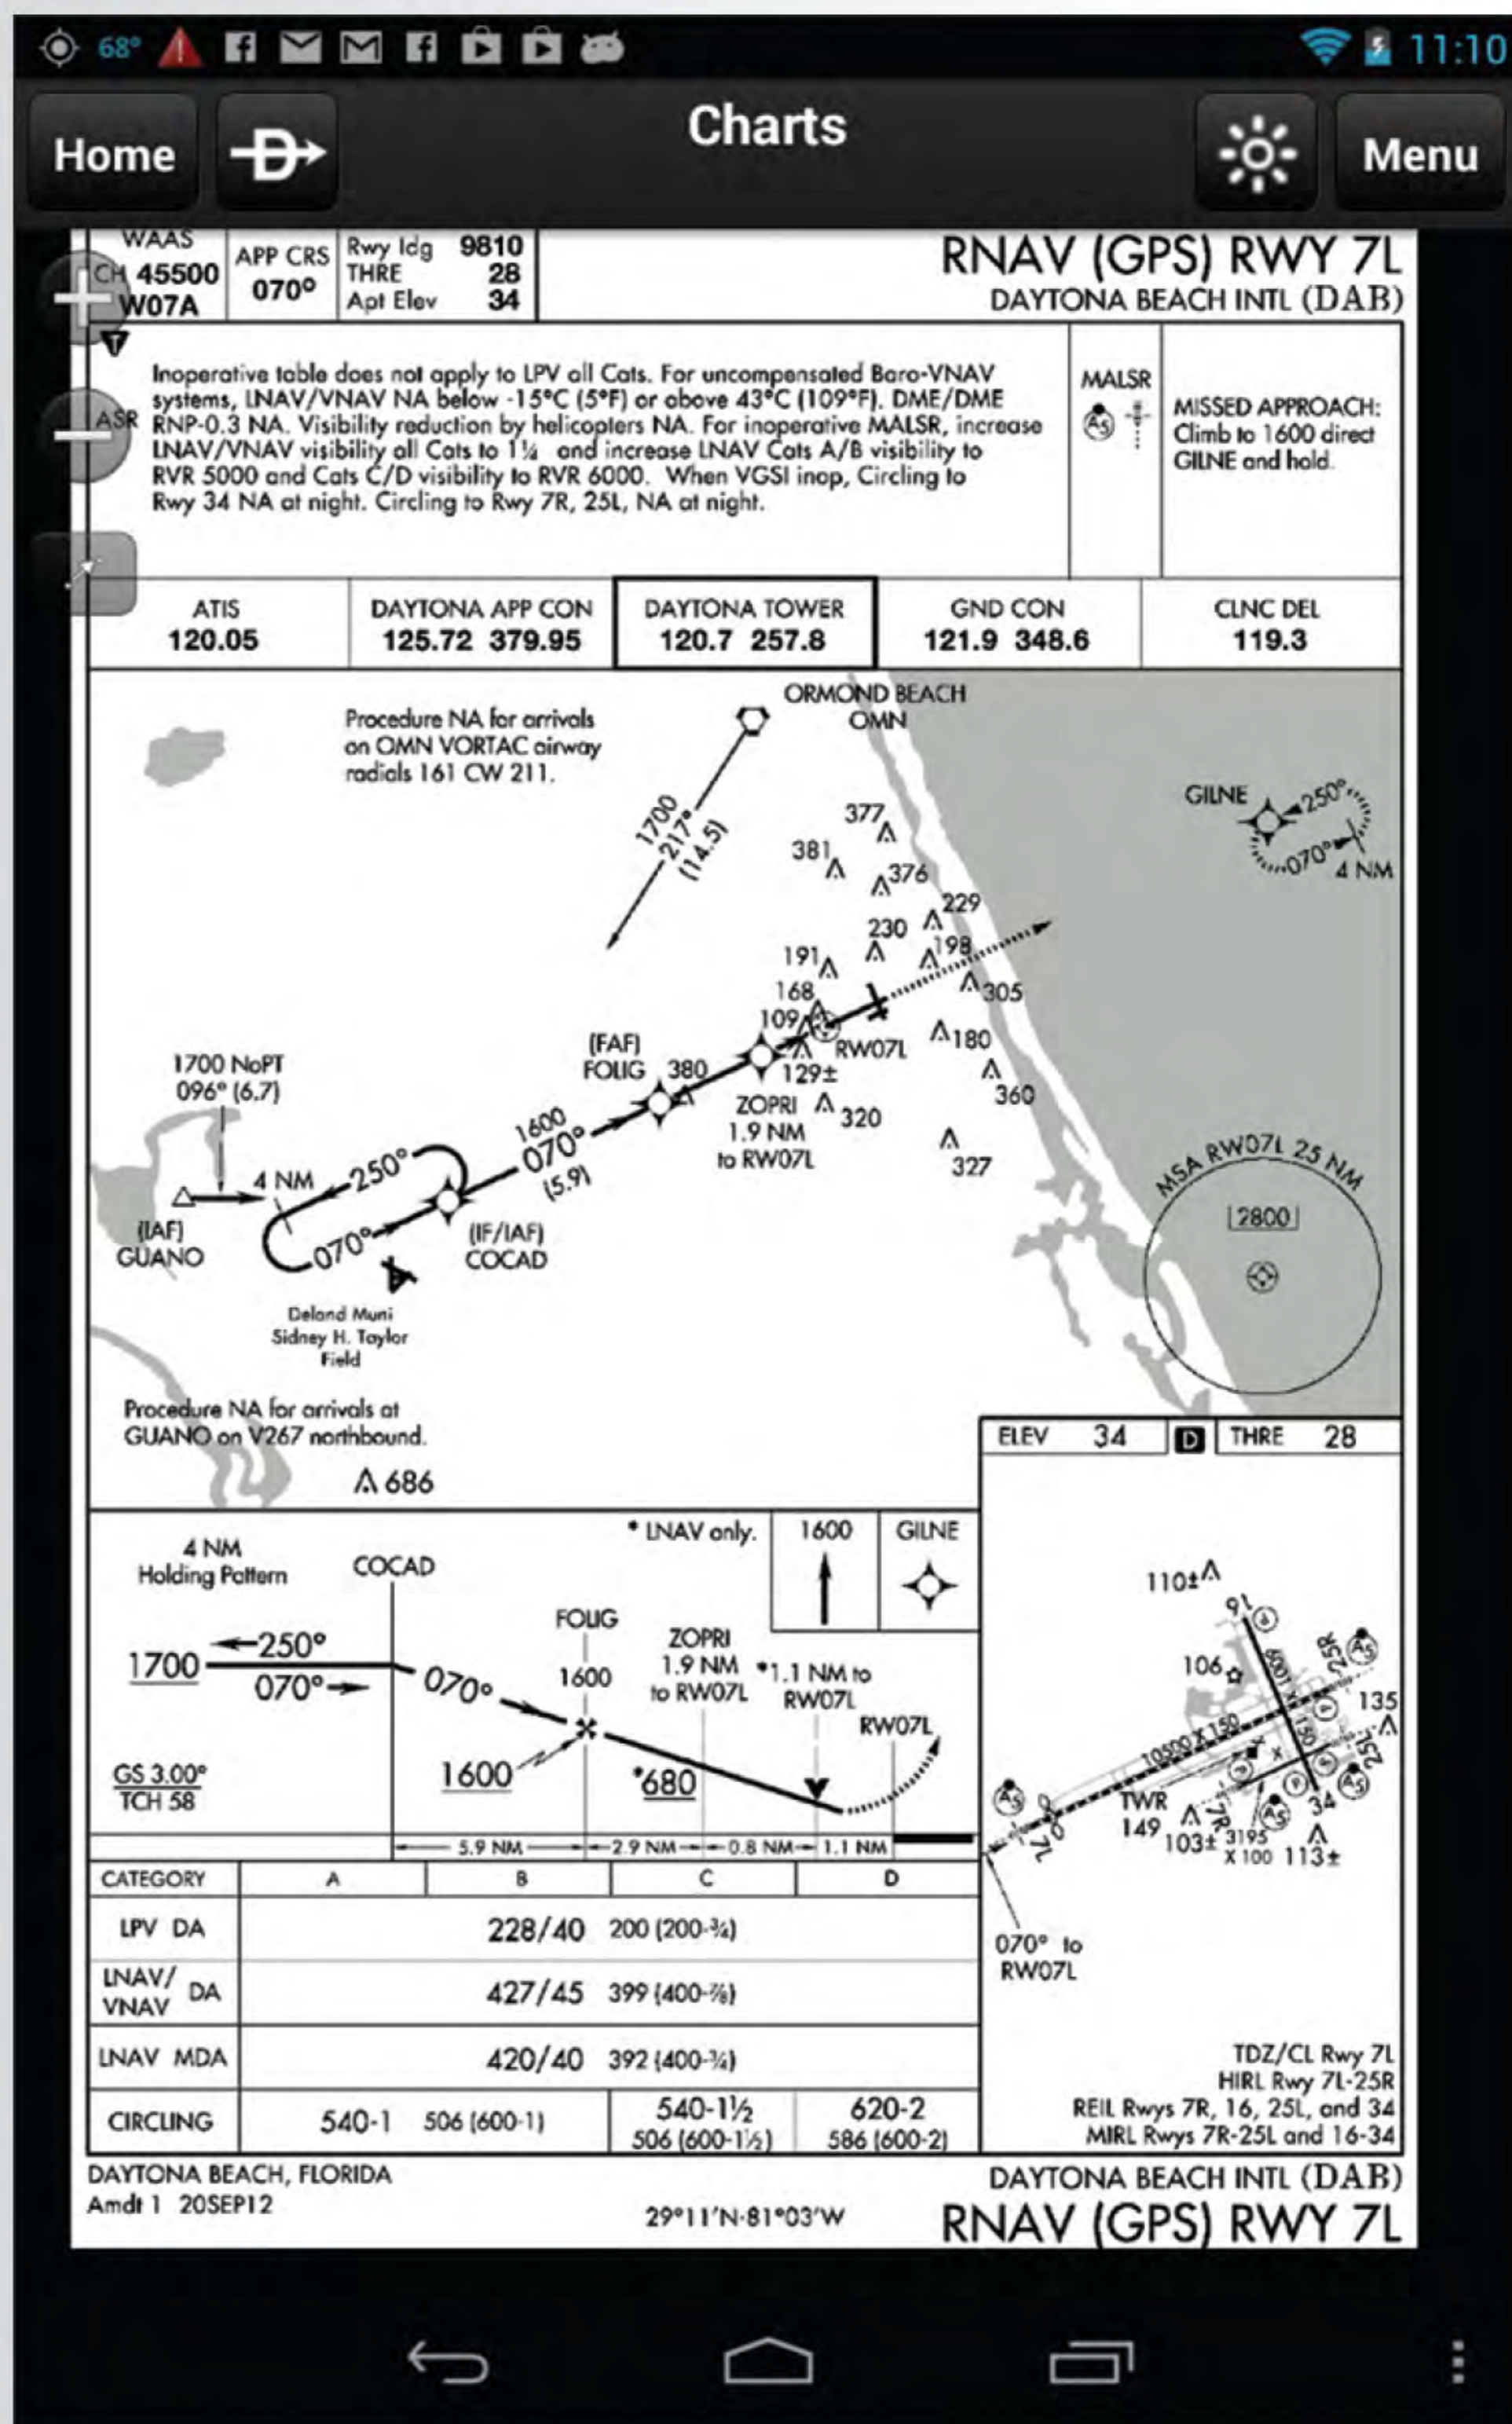 68° 11:10
Home
D
Charts
Menu
WAAS
CH 45500
W07A
APP CRS
070°
Rwy ldg 9810
THRE 28
Apt Elev 34
RNAV (GPS) RWY 7L
DAYTONA BEACH INTL (DAB)
T
ASR
Inoperative table does not apply to LPV all Cats. For uncompensated Baro-VNAV
systems, LNAV/VNAV NA below -15°C (5°F) or above 43°C (109°F). DME/DME
RNP-0.3 NA. Visibility reduction by helicopters NA. For inoperative MALSR, increase
LNAV/VNAV visibility all Cats to 1¼ and increase LNAV Cats A/B visibility to
RVR 5000 and Cats C/D visibility to RVR 6000. When VGSI inop, Circling to
Rwy 34 NA at night. Circling to Rwy 7R, 25L, NA at night.
MALSR
A5
MISSED APPROACH:
Climb to 1600 direct
GILNE and hold.
ATIS
120.05
DAYTONA APP CON
125.72 379.95
DAYTONA TOWER
120.7 257.8
GND CON
121.9 348.6
CLNC DEL
119.3
Procedure NA for arrivals
on OMN VORTAC airway
radials 161 CW 211.
ORMOND BEACH
OMN
1700
217°
(14.5)
GILNE
250°
070°
4 NM
377
381
376
229
230
198
191
305
168
109
RW07L
180
129±
360
320
327
(FAF)
FOLIG
380
ZOPRI
1.9 NM
to RW07L
1700 NoPT
096° (6.7)
1600
070°
(5.9)
4 NM
250°
070°
(IAF)
GUANO
(IF/IAF)
COCAD
Deland Muni
Sidney H. Taylor
Field
MSA RW07L 25 NM
2800
Procedure NA for arrivals at
GUANO on V267 northbound.
686
ELEV 34 D THRE 28
4 NM
Holding Pattern
COCAD
* LNAV only.
1600
GILNE
FOLIG
1600
ZOPRI
1.9 NM
to RW07L
*1.1 NM to
RW07L
RW07L
1700
250°
070°
070°
1600
*680
GS 3.00°
TCH 58
5.9 NM
2.9 NM
0.8 NM
1.1 NM
110±
16
106
6001 X 150
25R
A5
135
10500 X 150
25L
A5
A5
TWR
149
7L
7R
103±
3195
X 100
A5
34
113±
070° to
RW07L
TDZ/CL Rwy 7L
HIRL Rwy 7L-25R
REIL Rwys 7R, 16, 25L, and 34
MIRL Rwys 7R-25L and 16-34
CATEGORY A B C D
LPV DA 228/40 200 (200-¾)
LNAV/
VNAV DA 427/45 399 (400-⅞)
LNAV MDA 420/40 392 (400-¾)
CIRCLING 540-1 506 (600-1) 540-1½ 620-2
506 (600-1½) 586 (600-2)
DAYTONA BEACH, FLORIDA
Amdt 1 20SEP12
29°11'N-81°03'W
DAYTONA BEACH INTL (DAB)
RNAV (GPS) RWY 7L